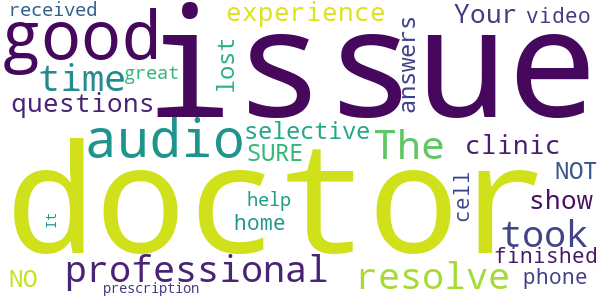 received
good
issue
experience
Your
video
time
great
lost
answers
questions
audio
selective
SURE
The
clinic
doctor
NOT
help
cell
show
It
home
took
finished
NO
professional
prescription
resolve
phone